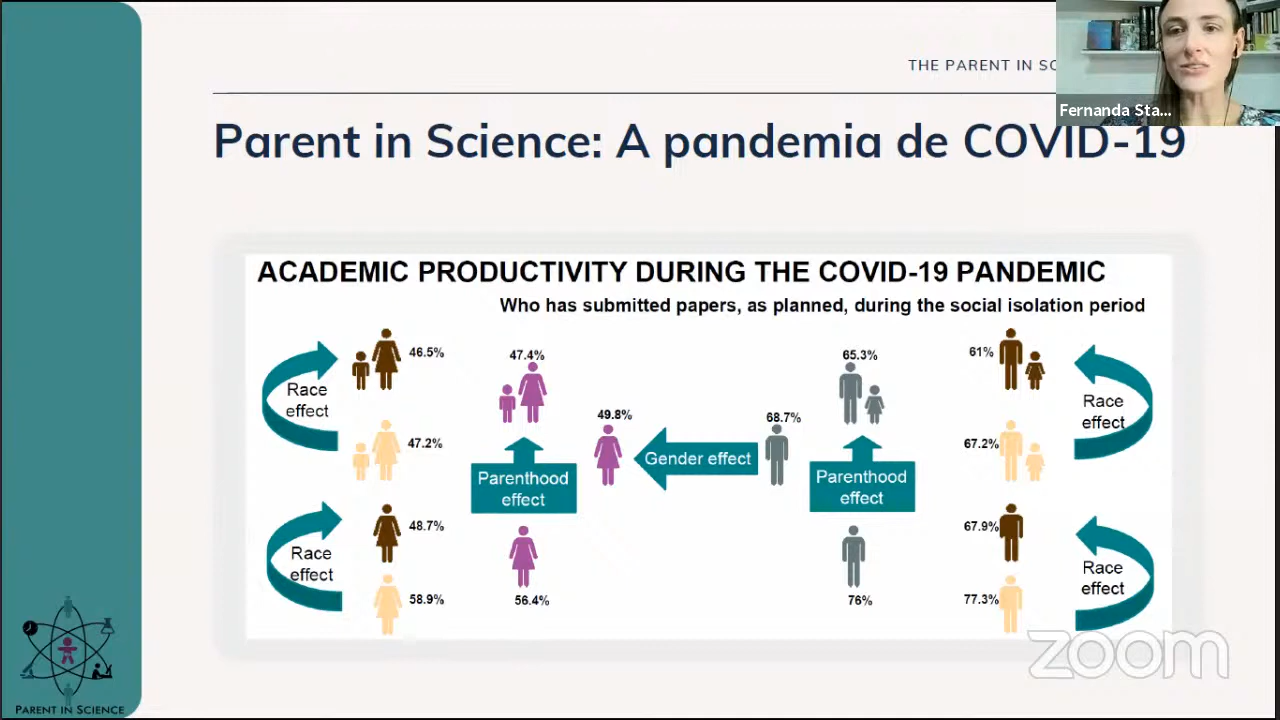 THE PARENT IN SC
Fernanda Sta...
Parent in Science: A pandemia de COVID-19
ACADEMIC PRODUCTIVITY DURING THE COVID-19 PANDEMIC
Who has submitted papers, as planned, during the social isolation period
46.5%
Race
effect
47.2%
48.7%
Race
effect
58.9%
47.4%
Parenthood
effect
56.4%
49.8%
Gender effect
68.7%
65.3%
Parenthood
effect
76%
61%
Race
effect
67.2%
67.9%
Race
effect
77.3%
PARENT IN SCIENCE
zoom